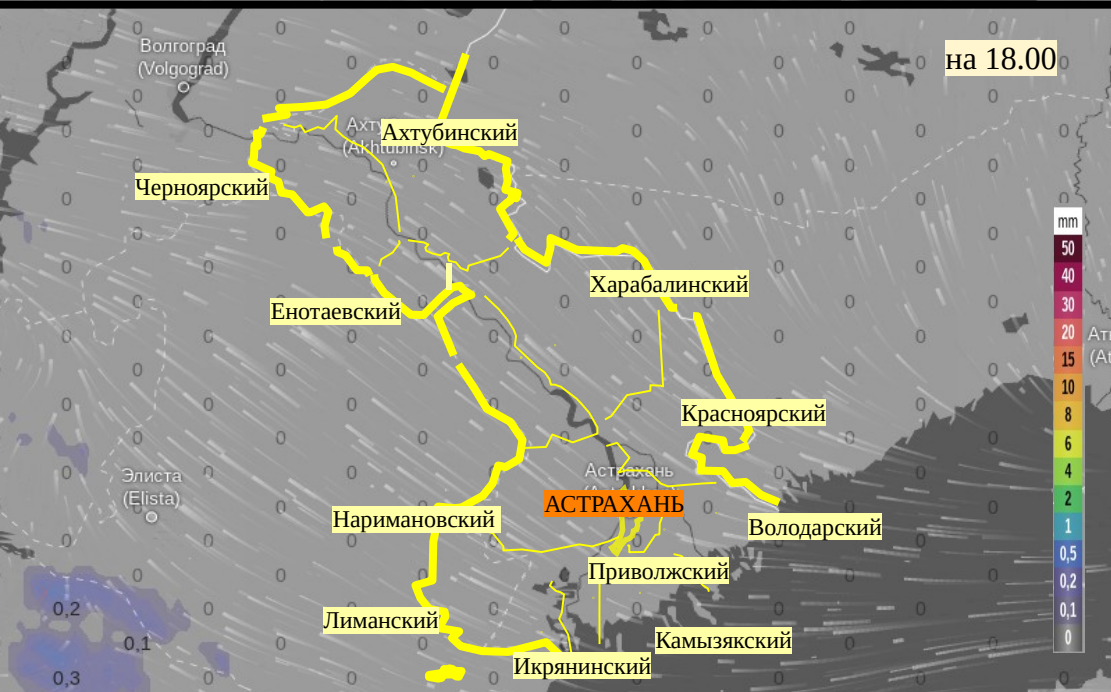 Волгоград
(Volgograd)
на 18.00
Ахтубинский
(Akhtubinsk)
Черноярский
mm
50
40
30
20
15
10
8
6
4
2
1
0,5
0,2
0,1
0
Харабалинский
Енотаевский
Красноярский
Элиста
(Elista)
Астрахань
АСТРАХАНЬ
Наримановский
Володарский
Приволжский
0,2
Лиманский
0,1
Камызякский
Икрянинский
0,3